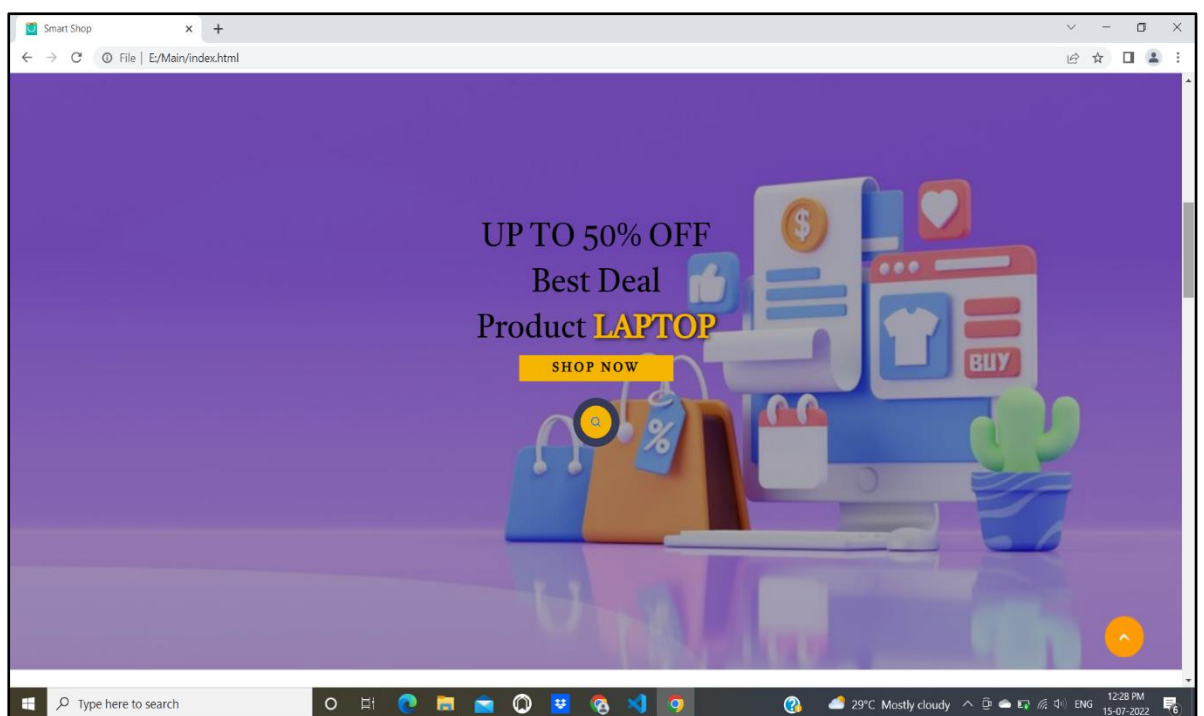 Smart Shop
File | E:/Main/index.html
UP TO 50% OFF
Best Deal
Product LAPTOP
SHOP NOW
$
BUY
%
Type here to search
29°C Mostly cloudy
ENG
12:28 PM
15-07-2022
6